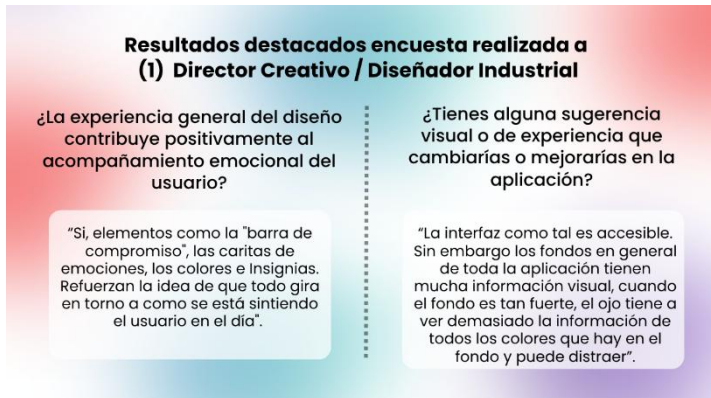 Resultados destacados encuesta realizada a
(1) Director Creativo / Diseñador Industrial
¿La experiencia general del diseño
contribuye positivamente al
acompañamiento emocional del
usuario?
“Si, elementos como la "barra de
compromiso", las caritas de
emociones, los colores e Insignias.
Refuerzan la idea de que todo gira
en torno a como se está sintiendo
el usuario en el día".
¿Tienes alguna sugerencia
visual o de experiencia que
cambiarías o mejorarías en la
aplicación?
“La interfaz como tal es accesible.
Sin embargo los fondos en general
de toda la aplicación tienen
mucha información visual, cuando
el fondo es tan fuerte, el ojo tiene a
ver demasiado la información de
todos los colores que hay en el
fondo y puede distraer”.